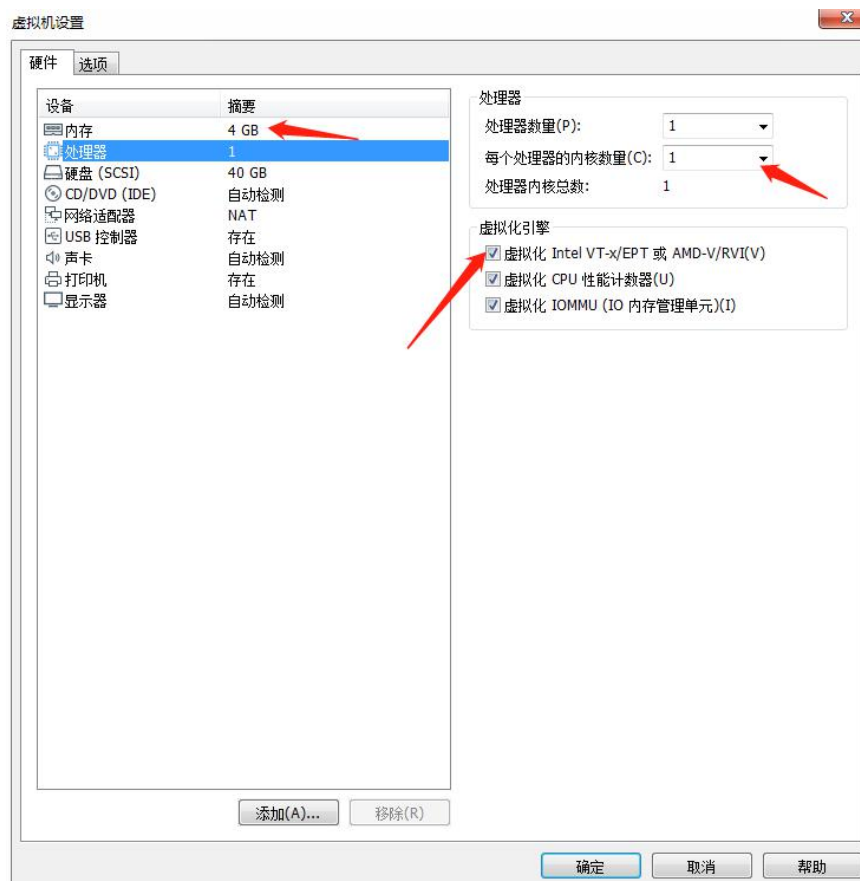 虚拟机设置
硬件 选项
设备 摘要
内存 4 GB
处理器 1
硬盘 (SCSI) 40 GB
CD/DVD (IDE) 自动检测
网络适配器 NAT
USB 控制器 存在
声卡 自动检测
打印机 存在
显示器 自动检测
添加(A)... 移除(R)
处理器
处理器数量(P): 1
每个处理器的内核数量(C): 1
处理器内核总数: 1
虚拟化引擎
虚拟化 Intel VT-x/EPT 或 AMD-V/RVI(V)
虚拟化 CPU 性能计数器(U)
虚拟化 IOMMU (IO 内存管理单元)(I)
确定 取消 帮助